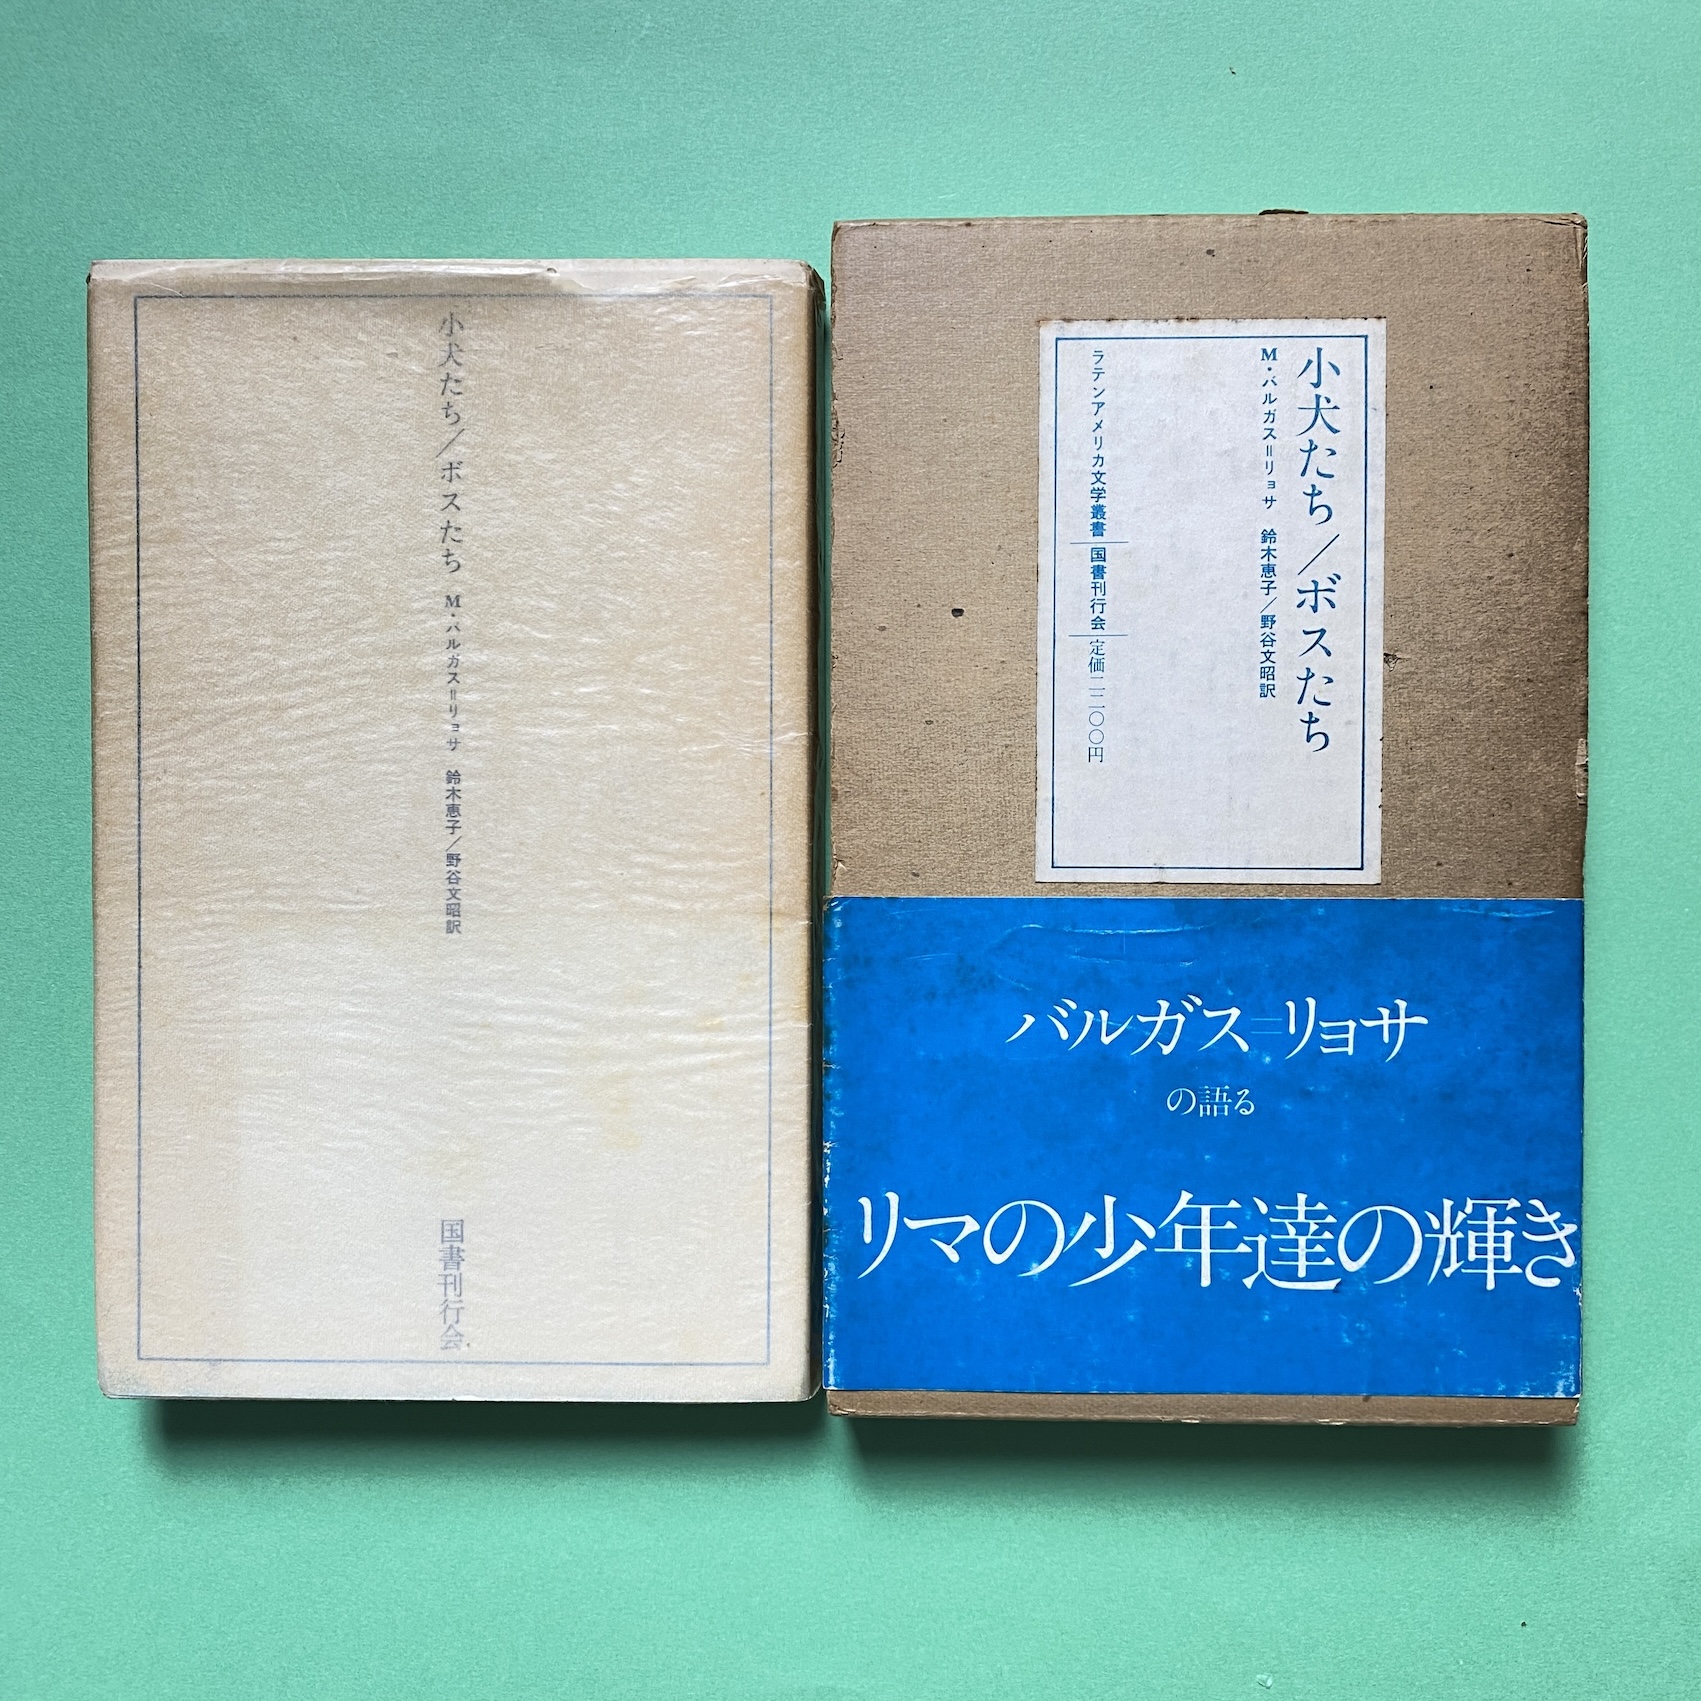 小犬たち／ボスたち
M・バルガス＝リョサ　鈴木恵子／野谷文昭訳
国書刊行会
小犬たち／ボスたち
M・バルガス＝リョサ　鈴木恵子／野谷文昭訳
ラテンアメリカ文学叢書｜国書刊行会｜定価二二〇〇円
バルガス＝リョサ
の語る
リマの少年達の輝き